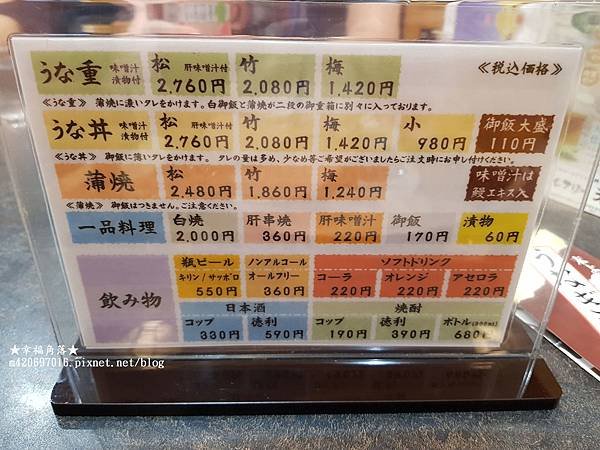 うな重 味噌汁 漬物付 松 肝味噌汁付 2,760円 竹 2,080円 梅 1,420円 ≪税込価格≫
≪うな重≫ 蒲焼に濃いタレをかけます。白御飯と蒲焼が二段の御重箱に別々に入っております。
うな丼 味噌汁 漬物付 松 肝味噌汁付 2,760円 竹 2,080円 梅 1,420円 小 980円 御飯大盛 110円
≪うな丼≫ 御飯に薄いタレをかけます。 タレの量は多め、少なめ等ご希望がございましたらご注文時にお申し付けください。
蒲焼 松 2,480円 竹 1,860円 梅 1,240円 味噌汁は 鰻エキス入
≪蒲焼≫ 御飯はつきません。ご注意ください。
一品料理 白焼 2,000円 肝串焼 360円 肝味噌汁 220円 御飯 170円 漬物 60円
飲み物 瓶ビール キリン/サッポロ 550円 ノンアルコール オールフリー 360円 ソフトドリンク コーラ 220円 オレンジ 220円 アセロラ 220円
日本酒 コップ 330円 徳利 590円 焼酎 コップ 190円 徳利 390円 ボトル(300ml) 680円
★幸福角落★
m420697016.pixnet.net/blog